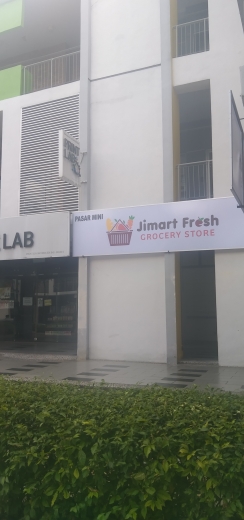 LAB
PASAR MINI
Jimart Fresh
GROCERY STORE